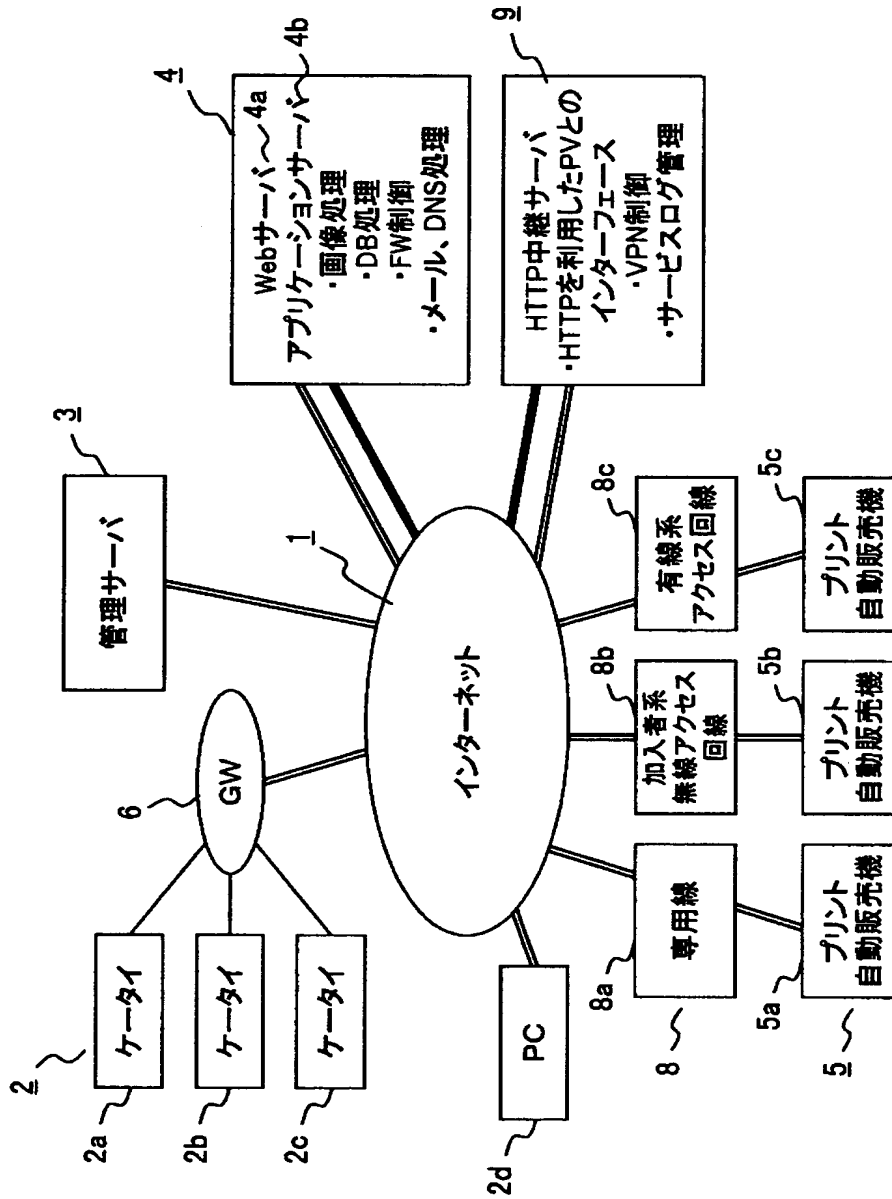 2
2a
ケータイ
2b
ケータイ
2c
ケータイ
6
GW
3
管理サーバ
4
Webサーバ 4a
アプリケーションサーバ 4b
・画像処理
・DB処理
・FW制御
・メール、DNS処理
1
インターネット
9
HTTP中継サーバ
・HTTPを利用したPVとの
インターフェース
・VPN制御
・サービスログ管理
2d
PC
8
8a
専用線
8b
加入者系
無線アクセス
回線
8c
有線系
アクセス回線
5
5a
プリント
自動販売機
5b
プリント
自動販売機
5c
プリント
自動販売機